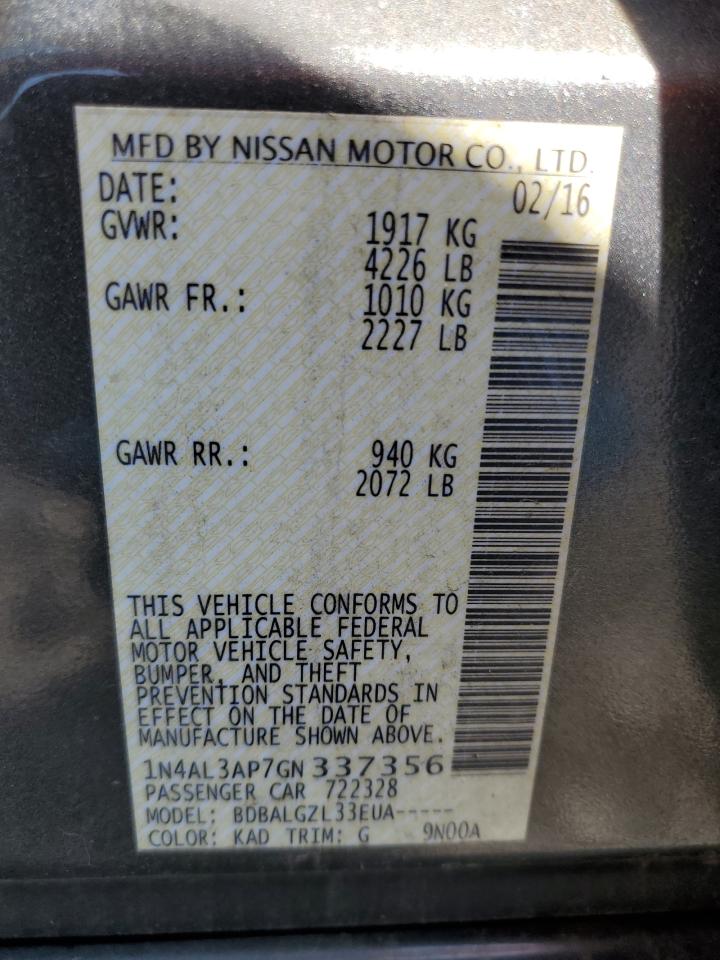 MFD BY NISSAN MOTOR CO., LTD.
DATE: 02/16
GVWR: 1917 KG
4226 LB
GAWR FR.: 1010 KG
2227 LB
GAWR RR.: 940 KG
2072 LB
THIS VEHICLE CONFORMS TO
ALL APPLICABLE FEDERAL
MOTOR VEHICLE SAFETY,
BUMPER, AND THEFT
PREVENTION STANDARDS IN
EFFECT ON THE DATE OF
MANUFACTURE SHOWN ABOVE.
1N4AL3AP7GN337356
PASSENGER CAR 722328
MODEL: BDBALGZL33EUA-----
COLOR: KAD TRIM: G 9N00A